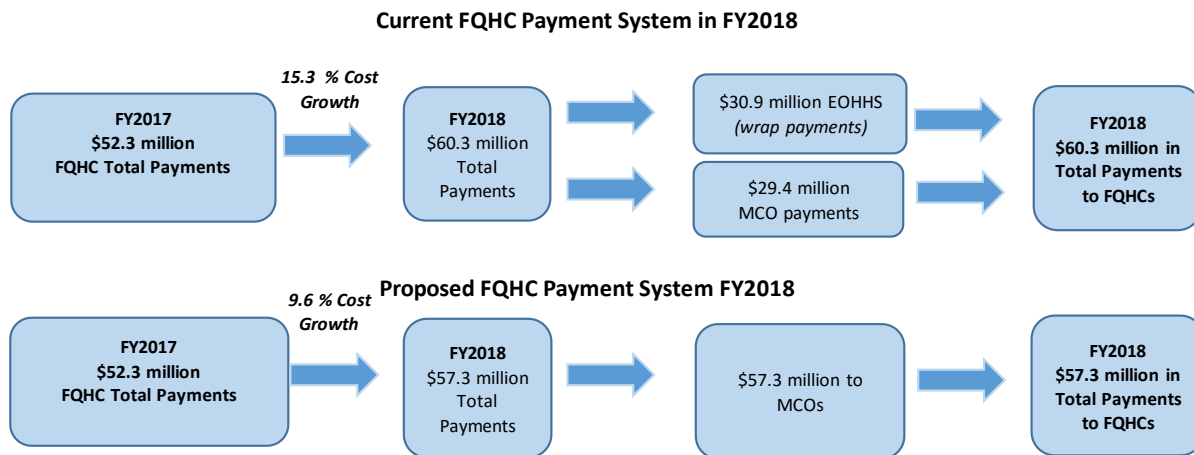 Current FQHC Payment System in FY2018
15.3 % Cost
Growth
FY2017
$52.3 million
FQHC Total Payments
FY2018
$60.3 million
Total
Payments
$30.9 million EOHHS
(wrap payments)
$29.4 million
MCO payments
FY2018
$60.3 million in
Total Payments
to FQHCs
Proposed FQHC Payment System FY2018
9.6 % Cost
Growth
FY2017
$52.3 million
FQHC Total Payments
FY2018
$57.3 million
Total
Payments
$57.3 million to
MCOs
FY2018
$57.3 million in
Total Payments
to FQHCs